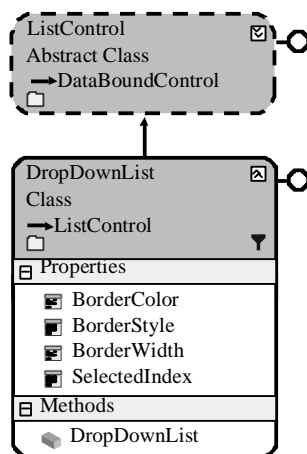 ListControl
Abstract Class
DataBoundControl
DropDownList
Class
ListControl
Properties
BorderColor
BorderStyle
BorderWidth
SelectedIndex
Methods
DropDownList